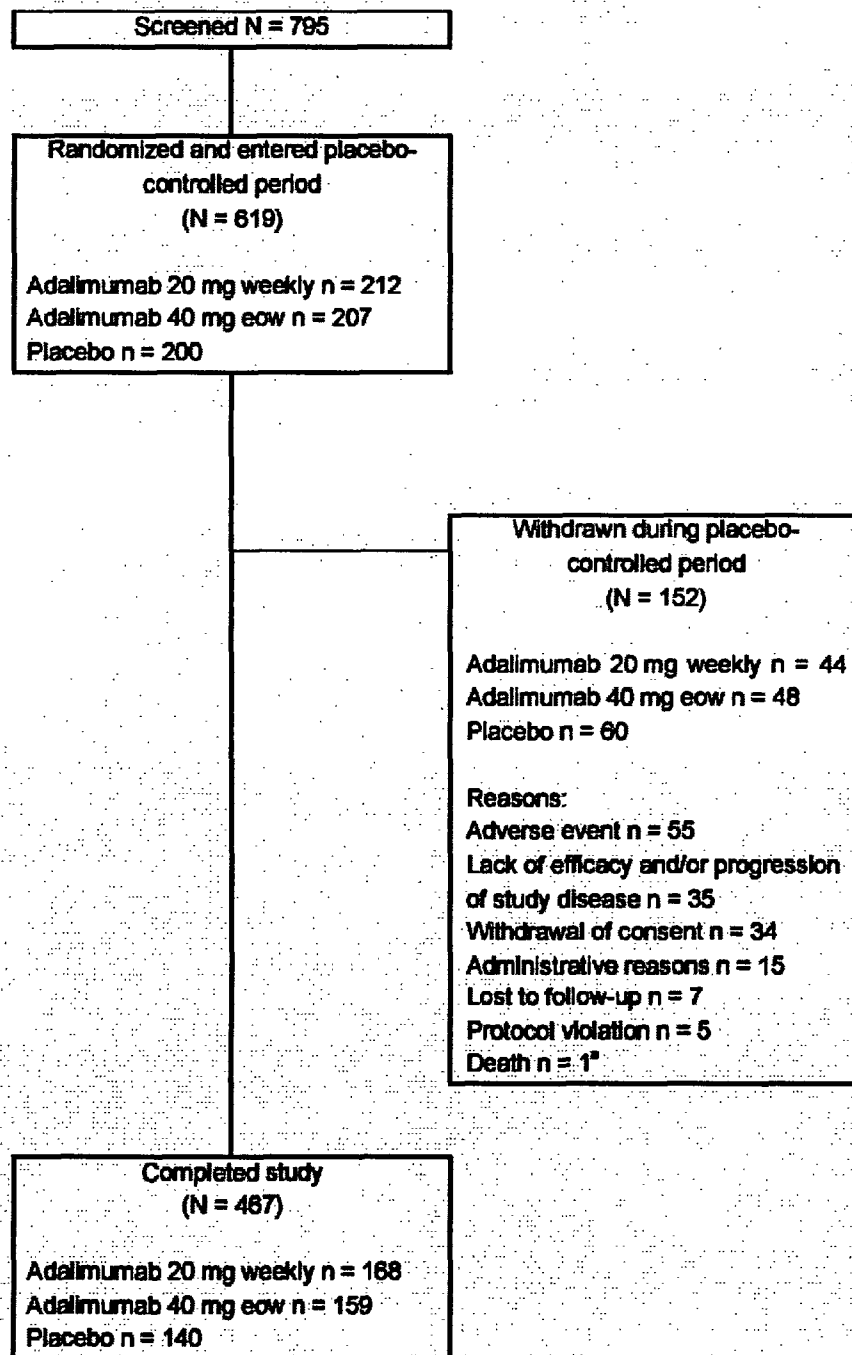 Screened N = 795
Randomized and entered placebo-
controlled period
(N = 619)
Adalimumab 20 mg weekly n = 212
Adalimumab 40 mg eow n = 207
Placebo n = 200
Withdrawn during placebo-
controlled period
(N = 152)
Adalimumab 20 mg weekly n = 44
Adalimumab 40 mg eow n = 48
Placebo n = 60
Reasons:
Adverse event n = 55
Lack of efficacy and/or progression
of study disease n = 35
Withdrawal of consent n = 34
Administrative reasons n = 15
Lost to follow-up n = 7
Protocol violation n = 5
Death n = 1ᵃ
Completed study
(N = 467)
Adalimumab 20 mg weekly n = 168
Adalimumab 40 mg eow n = 159
Placebo n = 140